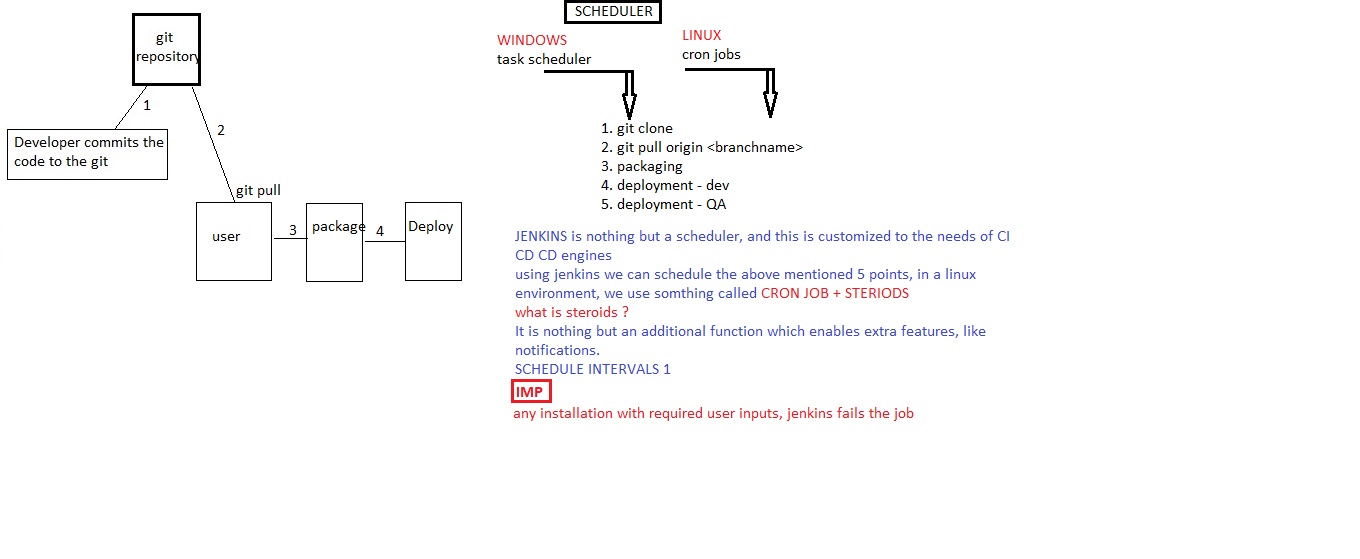 git
repository
1
Developer commits the
code to the git
2
git pull
user
3
package
4
Deploy
SCHEDULER
WINDOWS
task scheduler
LINUX
cron jobs
1. git clone
2. git pull origin <branchname>
3. packaging
4. deployment - dev
5. deployment - QA
JENKINS is nothing but a scheduler, and this is customized to the needs of CI
CD CD engines
using jenkins we can schedule the above mentioned 5 points, in a linux
environment, we use somthing called CRON JOB + STERIODS
what is steroids ?
It is nothing but an additional function which enables extra features, like
notifications.
SCHEDULE INTERVALS 1
IMP
any installation with required user inputs, jenkins fails the job